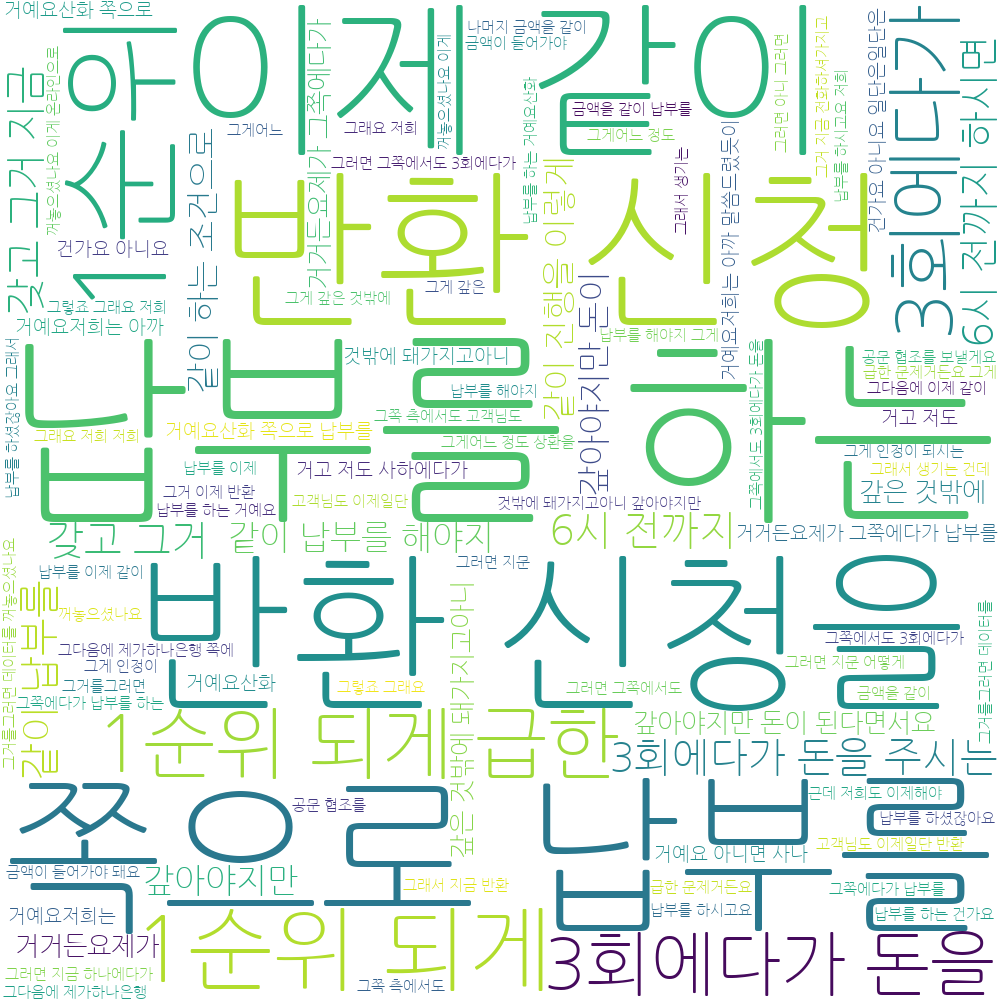 거예요산화 쪽으로
1순위
이제 같이
나머지 금액을 같이
금액이 들어가야
그게어느
그래요 저희
금액을 같이 납부를
그게어느 정도
그러면 그쪽에서도 3회에다가
갖고 그거 지금
꺼놓으셨나요 이게 온라인으로
거거든요제가 그쪽에다가
꺼놓으셨나요 이게
납부를 하는 거예요산화
그러면 아니 그러면
그거 지금 전화하셔가지고
납부를 하시고요 저희
건가요 아니요 일단은일단은
3회에다가
6시 전까지 하시면
건가요 아니요
같이 하는 조건으로
반환 신청
그래서 생기는
거예요저희는 아까 말씀드렸듯이
같이 진행을 이렇게
갚아야지만 돈이
그렇죠 그래요 저희
거예요저희는 아까
그게 갚은 것밖에
그게 갚은
납부를 해야지 그게
납부를 하는
것밖에 돼가지고아니
납부를 해야지
그쪽 측에서도 고객님도
그게어느 정도 상환을
공문 협조를 보낼게요
급한 문제거든요 그게
그다음에 이제 같이
거고 저도
그게 인정이 되시는
그래서 생기는 건데
갚은 것밖에
납부를 하셨잖아요 그래서
그래요 저희 저희
거예요산화 쪽으로 납부를
납부를 이제
거고 저도 사하에다가
그거 이제 반환
납부를 하는 거예요
고객님도 이제일단
것밖에 돼가지고아니 갚아야지만
그쪽에서도 3회에다가 돈을
갖고 그거
같이 납부를 해야지
6시 전까지
거거든요제가 그쪽에다가 납부를
그거를그러면 데이터를 꺼놓으셨나요
납부를 이제 같이
같이 납부를
꺼놓으셨나요
그다음에 제가하나은행 쪽에
그게 인정이
그거를그러면
거예요산화
그쪽에다가 납부를 하는
반환 신청을
그러면 지문
그렇죠 그래요
그러면 그쪽에서도
그쪽에서도 3회에다가
그러면 지문 어떻게
금액을 같이
그거를그러면 데이터를
1순위 되게
급한
갚은 것밖에 돼가지고아니
갚아야지만 돈이 된다면서요
3회에다가 돈을 주시든
쪽으로 납부를
공문 협조를
근데 저희도 이제해야
납부를 하셨잖아요
거예요 아니면 사나
고객님도 이제일단 반환
금액이 들어가야 돼요
갚아야지만
그래서 지금 반환
급한 문제거든요
그쪽에다가 납부를
거예요저희는
납부를 하시고요
납부를 하는 건가요
거거든요제가
1순위 되게
3회에다가 돈을
그러면 지금 하나에다가
그다음에 제가하나은행
그쪽 측에서도